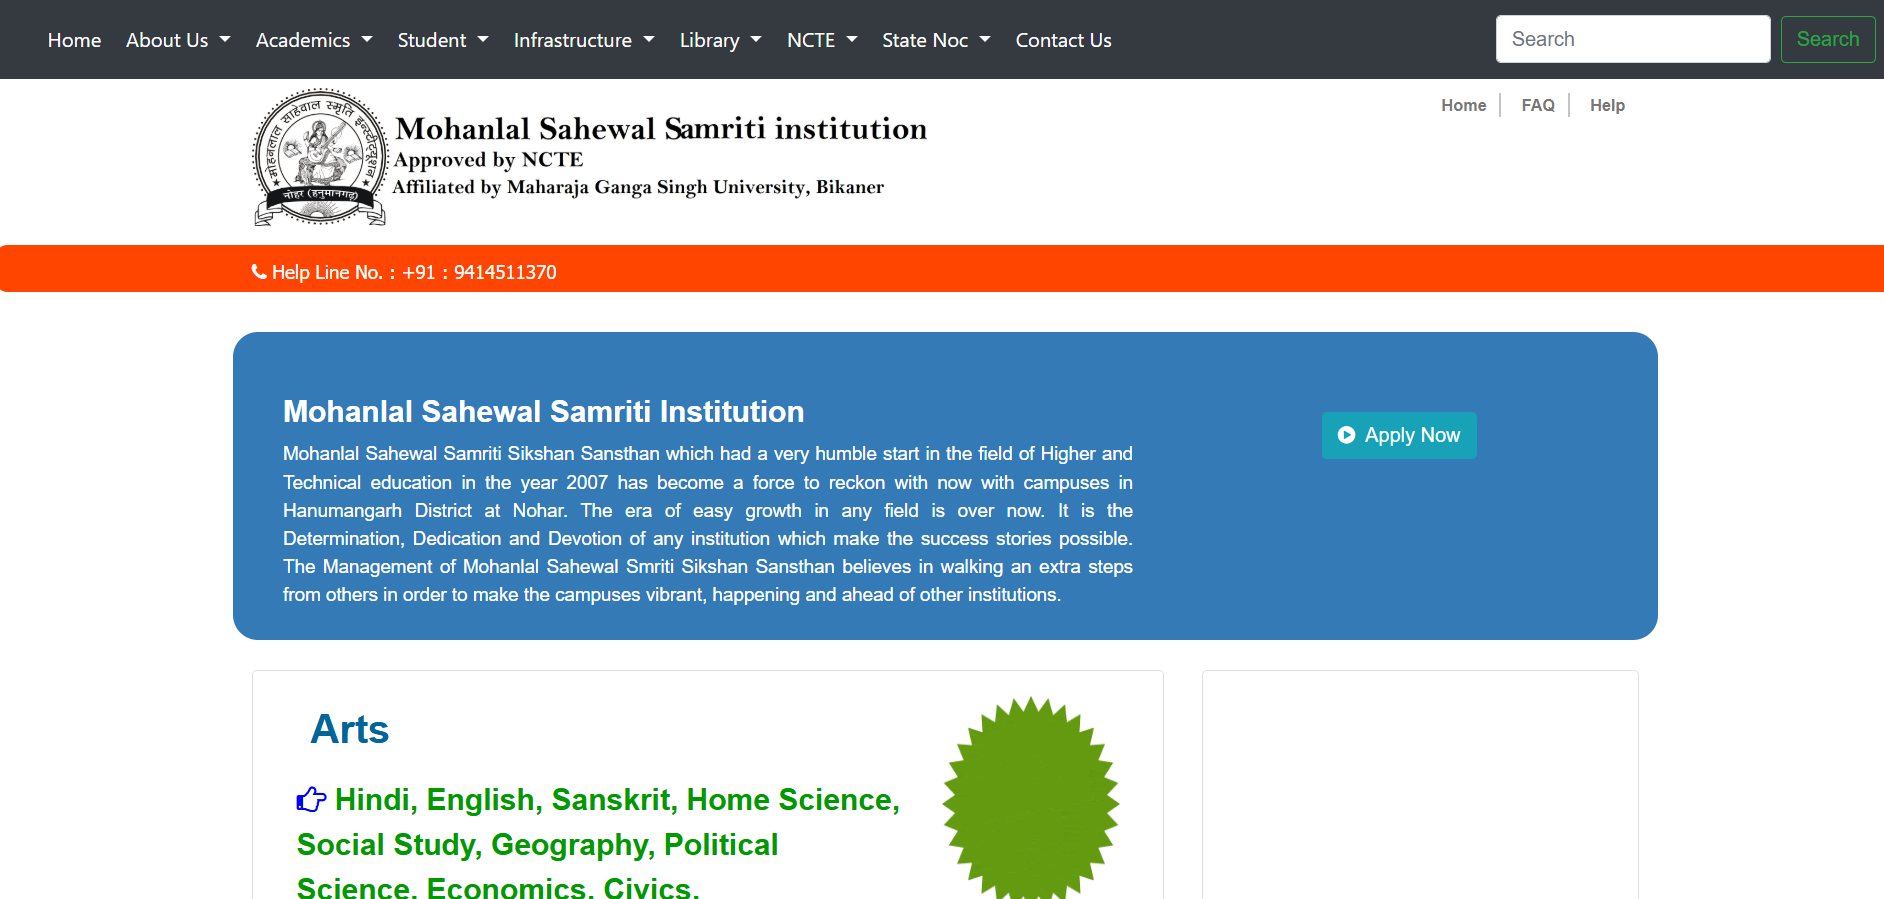 Home About Us Academics Student Infrastructure Library NCTE State Noc Contact Us Search Search
Home FAQ Help
मोहनलाल साहेवाल स्मृति इन्स्टीट्यूशन
नोहर (हनुमानगढ़)
Mohanlal Sahewal Samriti institution
Approved by NCTE
Affiliated by Maharaja Ganga Singh University, Bikaner
Help Line No. : +91 : 9414511370
Mohanlal Sahewal Samriti Institution
Mohanlal Sahewal Samriti Sikshan Sansthan which had a very humble start in the field of Higher and
Technical education in the year 2007 has become a force to reckon with now with campuses in
Hanumangarh District at Nohar. The era of easy growth in any field is over now. It is the
Determination, Dedication and Devotion of any institution which make the success stories possible.
The Management of Mohanlal Sahewal Smriti Sikshan Sansthan believes in walking an extra steps
from others in order to make the campuses vibrant, happening and ahead of other institutions.
Apply Now
Arts
Hindi, English, Sanskrit, Home Science,
Social Study, Geography, Political
Science, Economics, Civics,